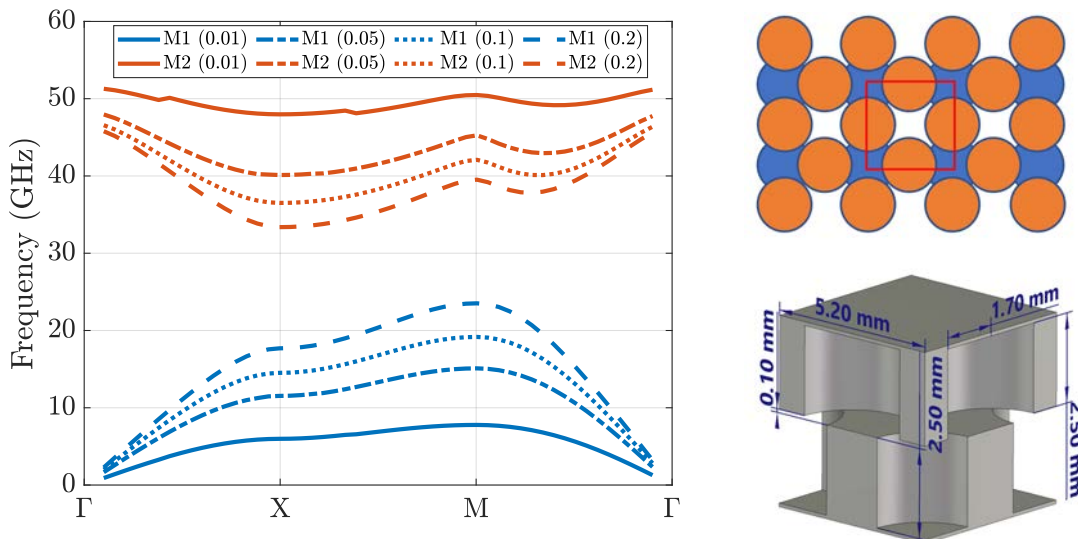 60
50
40
30
20
10
0
Frequency (GHz)
M1 (0.01) M1 (0.05) M1 (0.1) M1 (0.2)
M2 (0.01) M2 (0.05) M2 (0.1) M2 (0.2)
Γ X M Γ
5.20 mm
1.70 mm
0.10 mm
2.50 mm